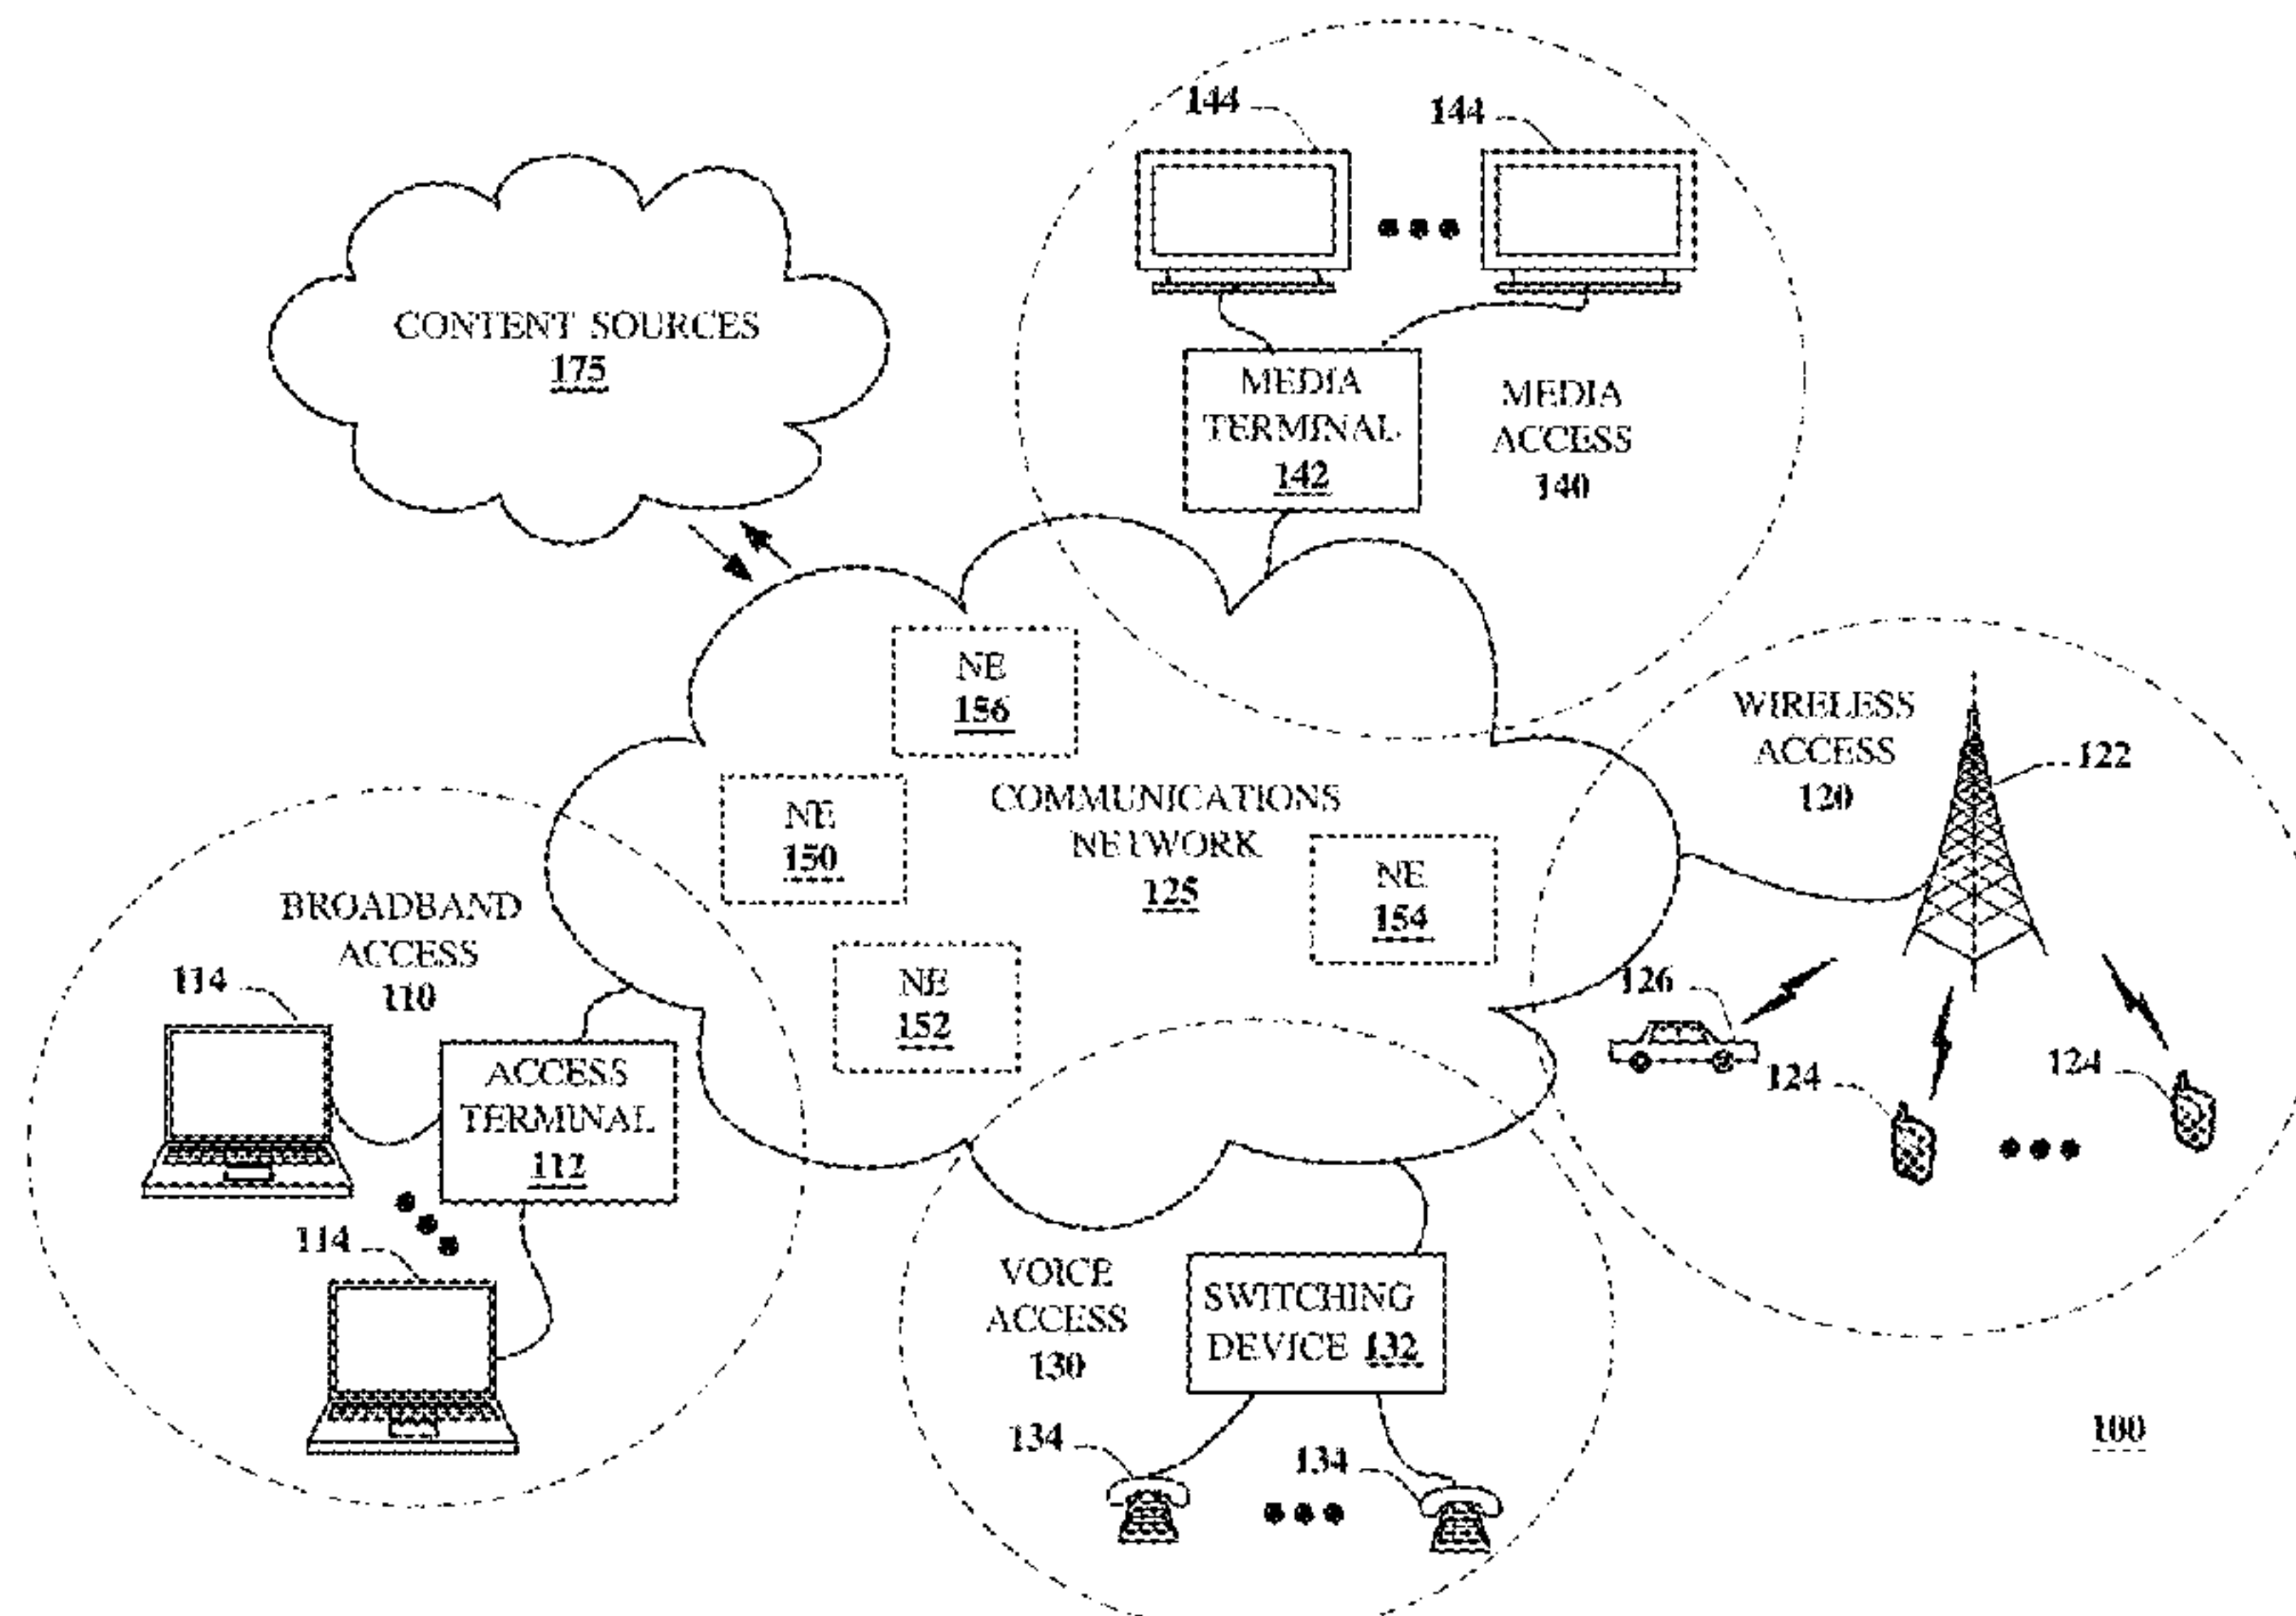 144
144
CONTENT SOURCES
175
MEDIA
TERMINAL
142
MEDIA
ACCESS
140
NE
156
WIRELESS
ACCESS
120
122
NE
150
COMMUNICATIONS
NETWORK
125
NE
154
BROADBAND
ACCESS
110
114
NE
152
126
124
124
ACCESS
TERMINAL
112
114
VOICE
ACCESS
130
SWITCHING
DEVICE 132
134
134
100